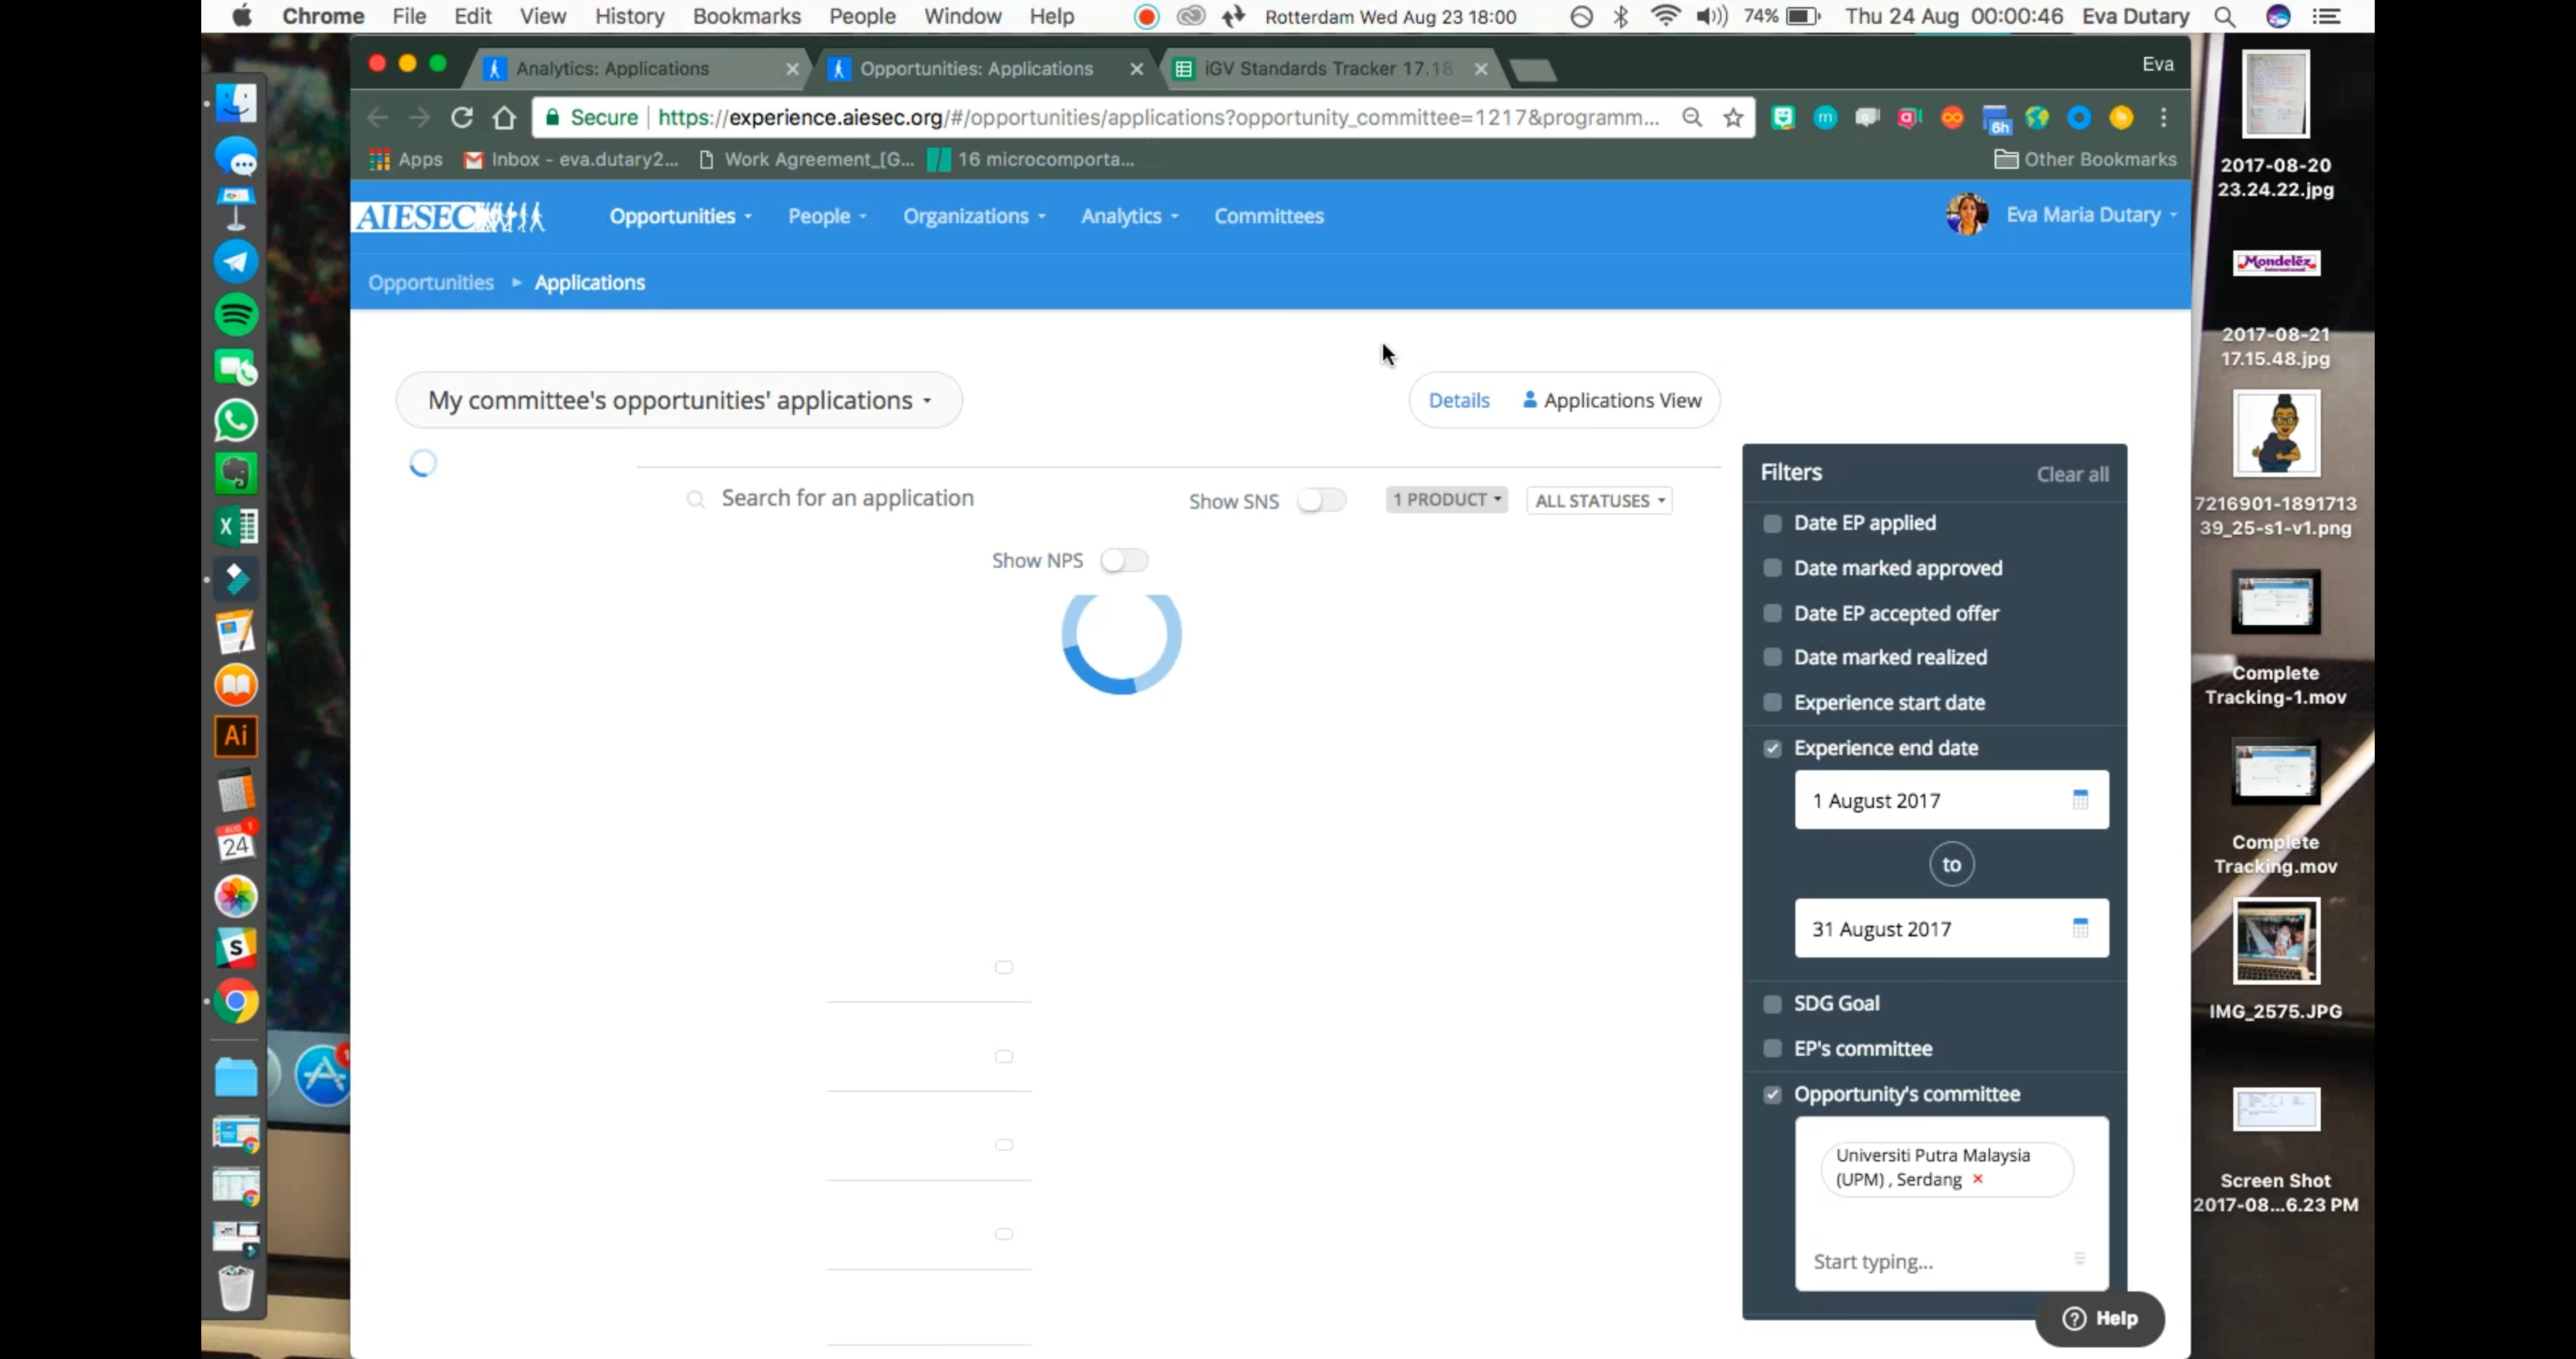 Chrome File Edit View History Bookmarks People Window Help Rotterdam Wed Aug 23 18:00 74% Thu 24 Aug 00:00:46 Eva Dutary
Analytics: Applications
Opportunities: Applications
iGV Standards Tracker 17.18
Eva
Secure https://experience.aiesec.org/#/opportunities/applications?opportunity_committee=1217&programm...
6h
Apps Inbox - eva.dutary2... Work Agreement_[G... 16 microcomporta... Other Bookmarks
AIESEC Opportunities People Organizations Analytics Committees Eva Maria Dutary
Opportunities Applications
My committee's opportunities' applications
Details Applications View
Search for an application
Show SNS
1 PRODUCT
ALL STATUSES
Show NPS
Filters Clear all
Date EP applied
Date marked approved
Date EP accepted offer
Date marked realized
Experience start date
Experience end date
1 August 2017
to
31 August 2017
SDG Goal
EP's committee
Opportunity's committee
Universiti Putra Malaysia
(UPM) , Serdang
Start typing...
Help
2017-08-20
23.24.22.jpg
Mondelēz
International
2017-08-21
17.15.48.jpg
7216901-1891713
39_25-s1-v1.png
Complete
Tracking-1.mov
Complete
Tracking.mov
IMG_2575.JPG
Screen Shot
2017-08...6.23 PM
Ai
AUG 1
24
S